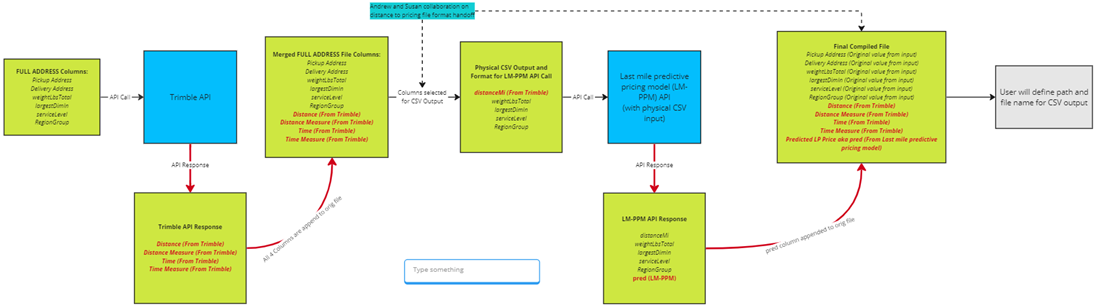 Andrew and Susan collaboration on
distance to pricing file format handoff
FULL ADDRESS Columns:
Pickup Address
Delivery Address
weightLbsTotal
largestDimin
serviceLevel
RegionGroup
API Call
Trimble API
API Response
Trimble API Response
Distance (From Trimble)
Distance Measure (From Trimble)
Time (From Trimble)
Time Measure (From Trimble)
All 4 Columns are append to orig file
Merged FULL ADDRESS File Columns:
Pickup Address
Delivery Address
weightLbsTotal
largestDimin
serviceLevel
RegionGroup
Distance (From Trimble)
Distance Measure (From Trimble)
Time (From Trimble)
Time Measure (From Trimble)
Columns selected
for CSV Output
Physical CSV Output and
Format for LM-PPM API Call
distanceMi (From Trimble)
weightLbsTotal
largestDimin
serviceLevel
RegionGroup
API Call
Last mile predictive
pricing model (LM-
PPM) API
(with physical CSV
input)
API Response
LM-PPM API Response
distanceMi
weightLbsTotal
largestDimin
serviceLevel
RegionGroup
pred (LM-PPM)
pred column appended to orig file
Final Compiled File
Pickup Address (Original value from input)
Delivery Address (Original value from input)
weightLbsTotal (Original value from input)
largestDimin (Original value from input)
serviceLevel (Original value from input)
RegionGroup (Original value from input)
Distance (From Trimble)
Distance Measure (From Trimble)
Time (From Trimble)
Time Measure (From Trimble)
Predicted LP Price aka pred (From Last mile predictive
pricing model)
User will define path and
file name for CSV output
Type something